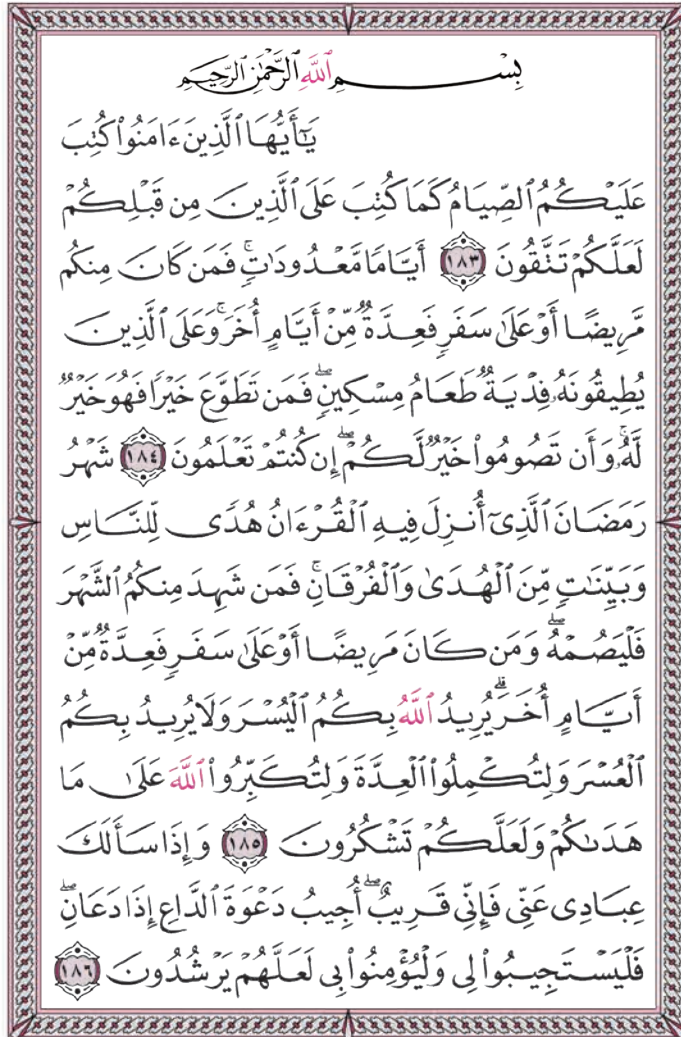 بِسْمِ ٱللَّهِ ٱلرَّحْمَٰنِ ٱلرَّحِيمِ
يَٰٓأَيُّهَا ٱلَّذِينَ ءَامَنُوا۟ كُتِبَ
عَلَيْكُمُ ٱلصِّيَامُ كَمَا كُتِبَ عَلَى ٱلَّذِينَ مِن قَبْلِكُمْ
لَعَلَّكُمْ تَتَّقُونَ ١٨٣ أَيَّامًا مَّعْدُودَٰتٍ ۚ فَمَن كَانَ مِنكُم
مَّرِيضًا أَوْ عَلَىٰ سَفَرٍ فَعِدَّةٌ مِّنْ أَيَّامٍ أُخَرَ ۚ وَعَلَى ٱلَّذِينَ
يُطِيقُونَهُۥ فِدْيَةٌ طَعَامُ مِسْكِينٍ ۖ فَمَن تَطَوَّعَ خَيْرًا فَهُوَ خَيْرٌ
لَّهُۥ ۚ وَأَن تَصُومُوا۟ خَيْرٌ لَّكُمْ ۖ إِن كُنتُمْ تَعْلَمُونَ ١٨٤ شَهْرُ
رَمَضَانَ ٱلَّذِىٓ أُنزِلَ فِيهِ ٱلْقُرْءَانُ هُدًى لِّلنَّاسِ
وَبَيِّنَٰتٍ مِّنَ ٱلْهُدَىٰ وَٱلْفُرْقَانِ ۚ فَمَن شَهِدَ مِنكُمُ ٱلشَّهْرَ
فَلْيَصُمْهُ ۖ وَمَن كَانَ مَرِيضًا أَوْ عَلَىٰ سَفَرٍ فَعِدَّةٌ مِّنْ
أَيَّامٍ أُخَرَ ۗ يُرِيدُ ٱللَّهُ بِكُمُ ٱلْيُسْرَ وَلَا يُرِيدُ بِكُمُ
ٱلْعُسْرَ وَلِتُكْمِلُوا۟ ٱلْعِدَّةَ وَلِتُكَبِّرُوا۟ ٱللَّهَ عَلَىٰ مَا
هَدَىٰكُمْ وَلَعَلَّكُمْ تَشْكُرُونَ ١٨٥ وَإِذَا سَأَلَكَ
عِبَادِى عَنِّى فَإِنِّى قَرِيبٌ ۖ أُجِيبُ دَعْوَةَ ٱلدَّاعِ إِذَا دَعَانِ ۖ
فَلْيَسْتَجِيبُوا۟ لِى وَلْيُؤْمِنُوا۟ بِى لَعَلَّهُمْ يَرْشُدُونَ ١٨٦